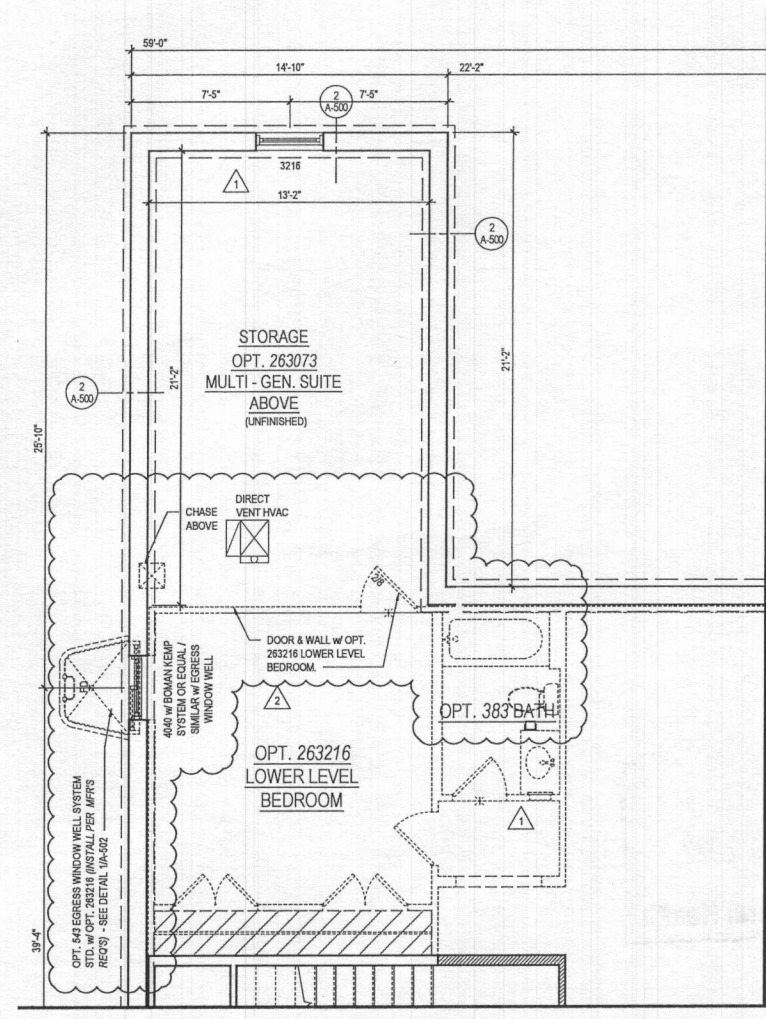 59'-0"
14'-10"
22'-2"
7'-5"
2
A-500
7'-5"
3216
1
13'-2"
2
A-500
STORAGE
OPT. 263073
MULTI - GEN. SUITE
ABOVE
(UNFINISHED)
21'-2"
21'-2"
2
A-500
25'-10"
CHASE
ABOVE
DIRECT
VENT HVAC
DOOR & WALL w/ OPT.
263216 LOWER LEVEL
BEDROOM.
4040 w/ BOMAN KEMP
SYSTEM OR EQUAL /
SIMILAR w/ EGRESS
WINDOW WELL
FD
2
OPT. 383 BATH
OPT. 263216
LOWER LEVEL
BEDROOM
1
OPT. 543 EGRESS WINDOW WELL SYSTEM
STD. w/ OPT. 263216 (INSTALL PER MFR'S
REQ'S) - SEE DETAIL 1/A-502
39'-4"